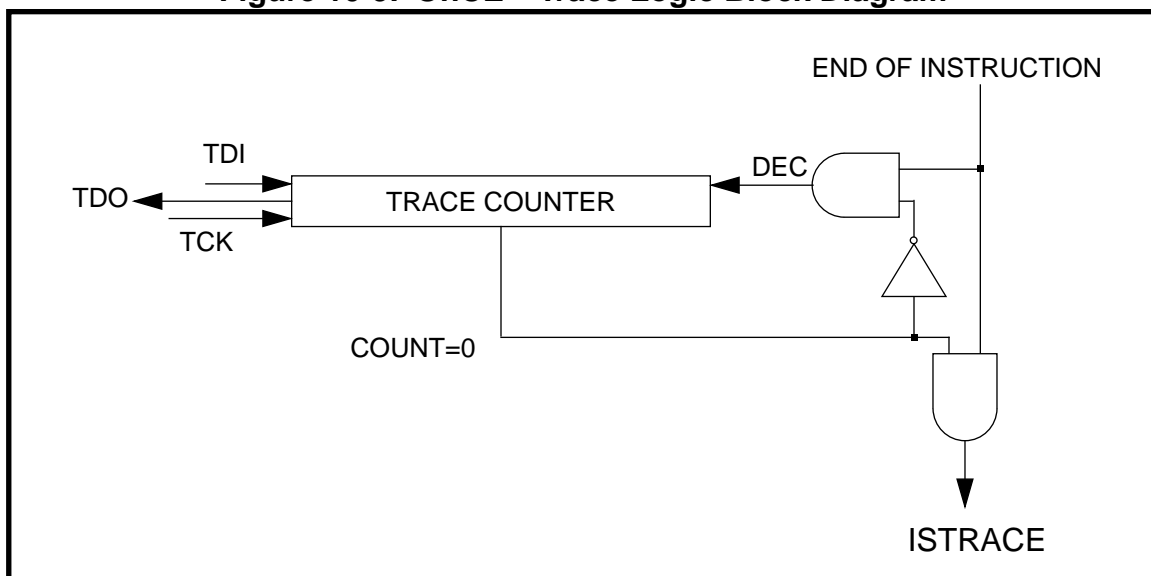 END OF INSTRUCTION
TDI
DEC
TDO
TRACE COUNTER
TCK
COUNT=0
ISTRACE